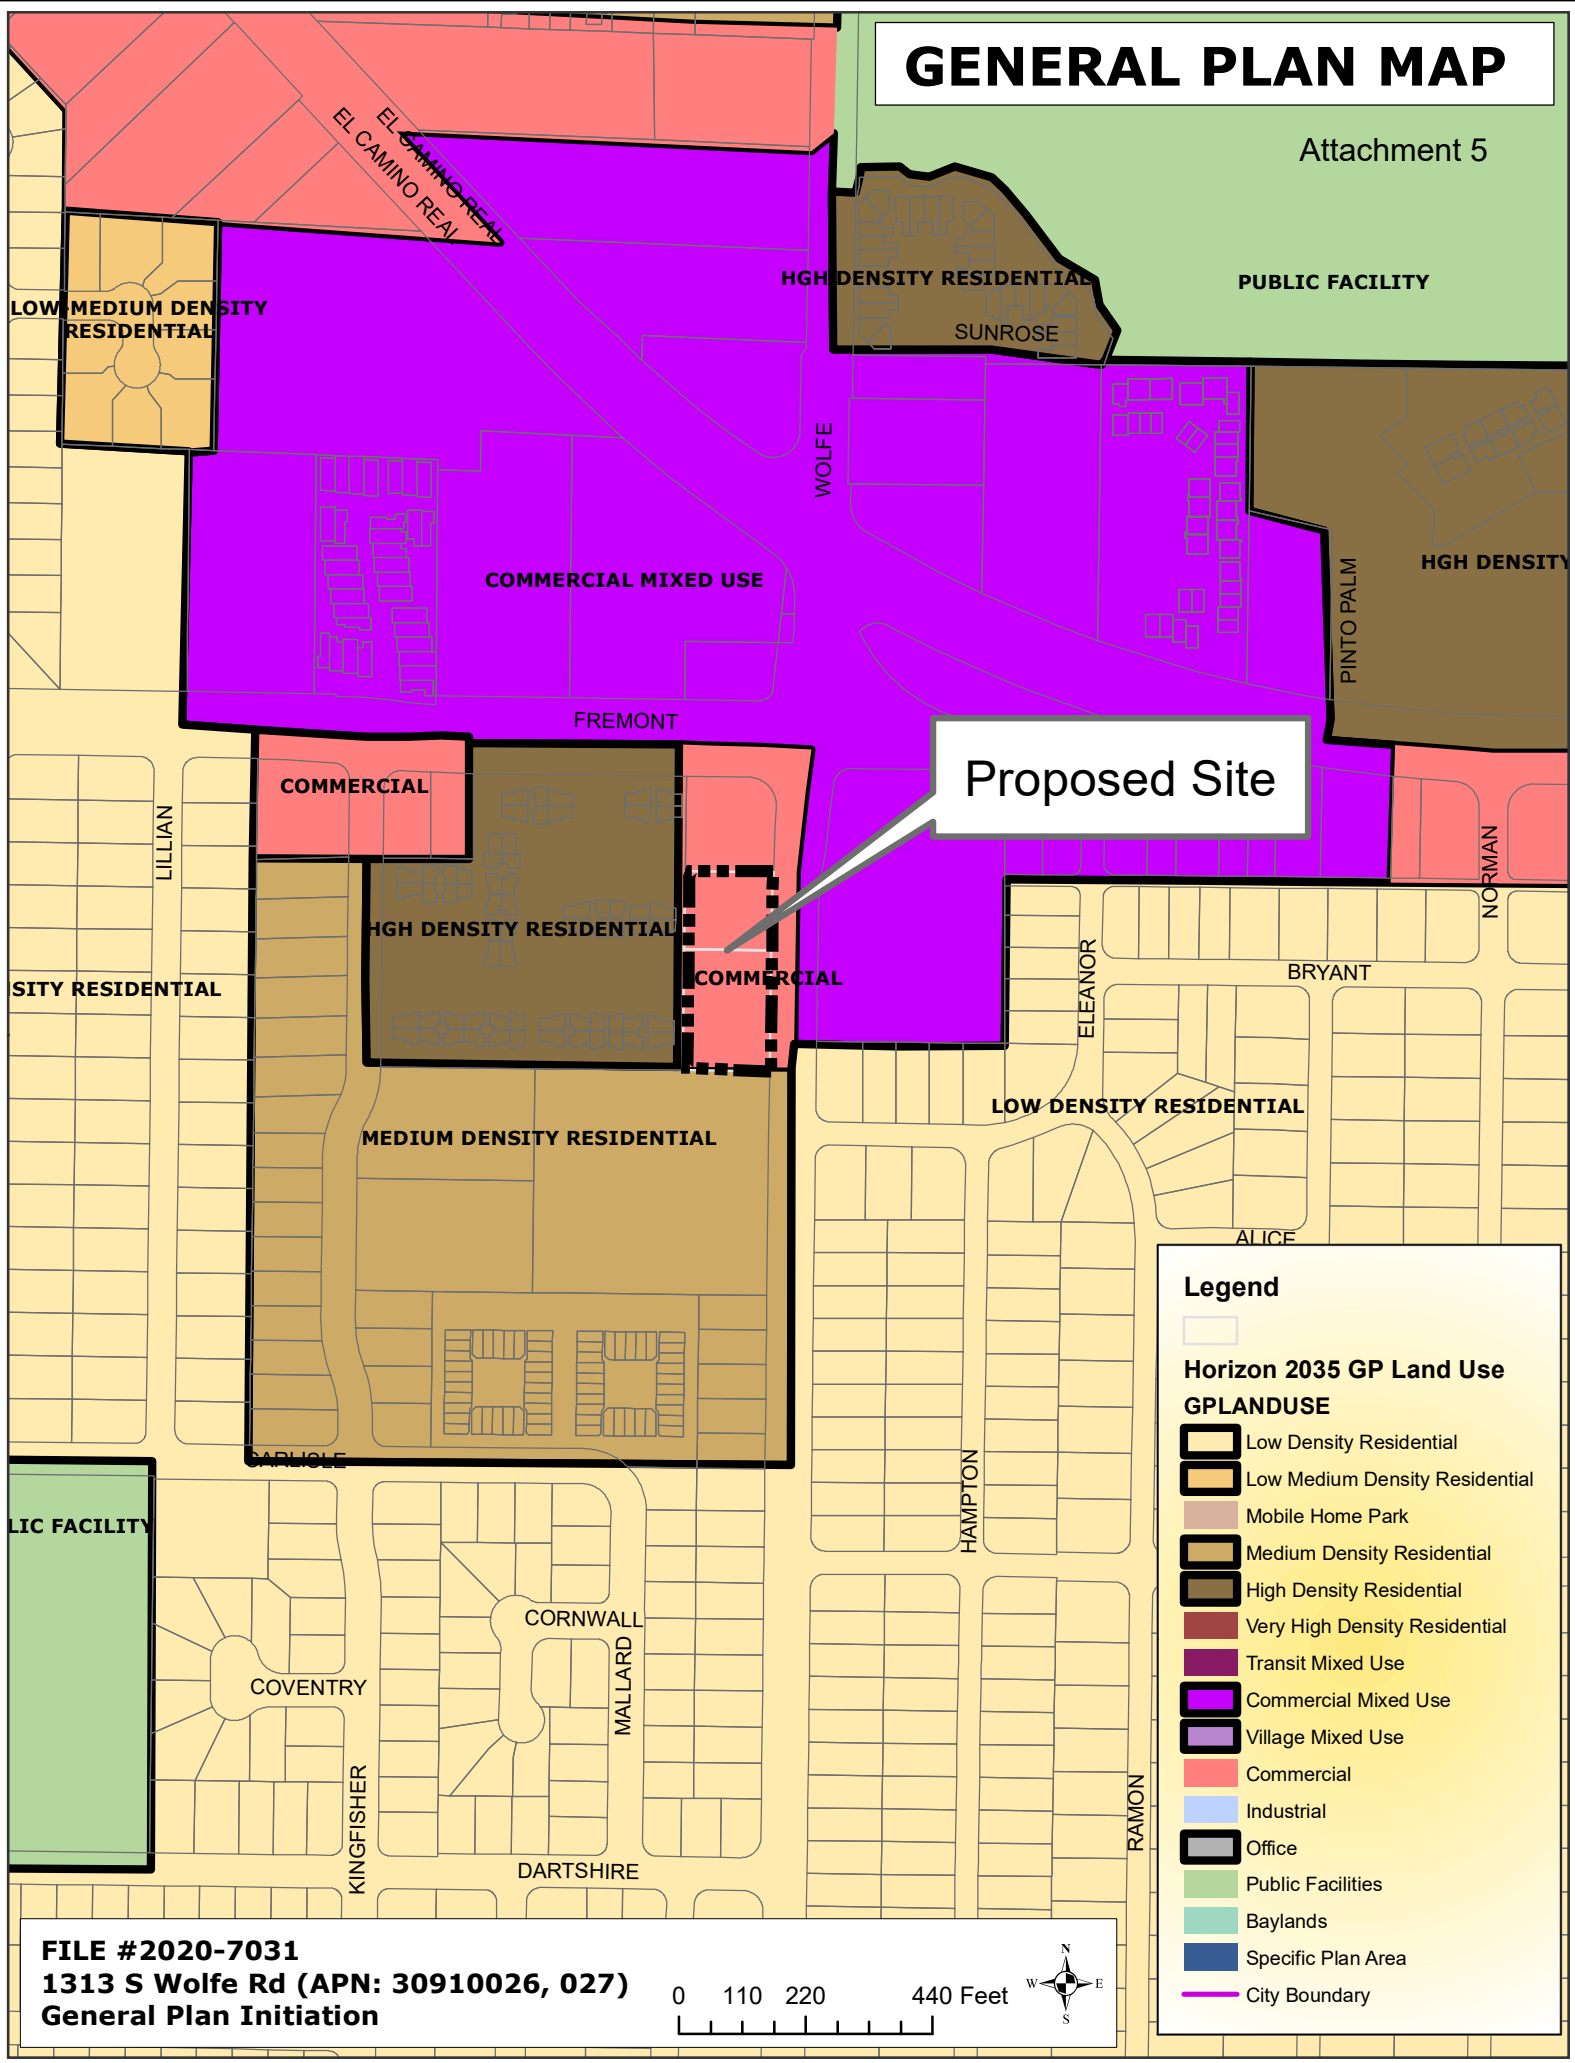 GENERAL PLAN MAP
Attachment 5
EL CAMINO REAL
EL CAMINO REAL
HGH DENSITY RESIDENTIAL
PUBLIC FACILITY
LOW-MEDIUM DENSITY
RESIDENTIAL
SUNROSE
WOLFE
HGH DENSITY
COMMERCIAL MIXED USE
PINTO PALM
FREMONT
Proposed Site
COMMERCIAL
LILLIAN
NORMAN
HGH DENSITY RESIDENTIAL
ELEANOR
BRYANT
COMMERCIAL
SITY RESIDENTIAL
LOW DENSITY RESIDENTIAL
MEDIUM DENSITY RESIDENTIAL
ALICE
CARLISLE
HAMPTON
LIC FACILITY
CORNWALL
MALLARD
COVENTRY
KINGFISHER
RAMON
DARTSHIRE
Legend
Horizon 2035 GP Land Use
GPLANDUSE
Low Density Residential
Low Medium Density Residential
Mobile Home Park
Medium Density Residential
High Density Residential
Very High Density Residential
Transit Mixed Use
Commercial Mixed Use
Village Mixed Use
Commercial
Industrial
Office
Public Facilities
Baylands
Specific Plan Area
City Boundary
FILE #2020-7031
1313 S Wolfe Rd (APN: 30910026, 027)
General Plan Initiation
0 110 220 440 Feet
N
W E
S